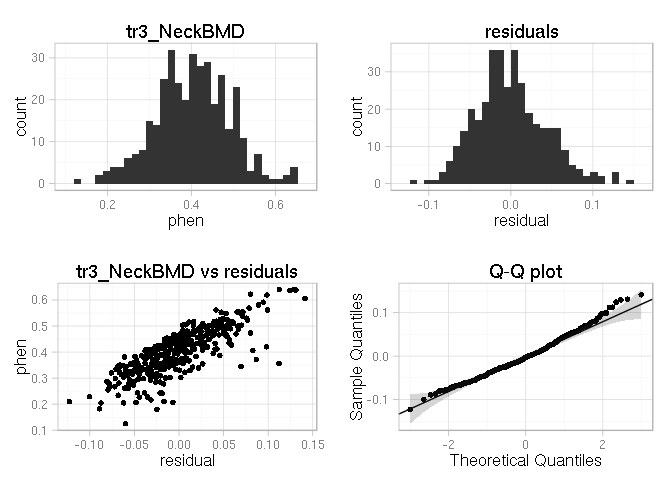 tr3_NeckBMD
count
30
20
10
0
0.2
0.4
0.6
phen
residuals
count
30
20
10
0
-0.1
0.0
0.1
residual
tr3_NeckBMD vs residuals
phen
0.6
0.5
0.4
0.3
0.2
0.1
-0.10
-0.05
0.00
0.05
0.10
0.15
residual
Q-Q plot
Sample Quantiles
0.1
0.0
-0.1
-2
0
2
Theoretical Quantiles